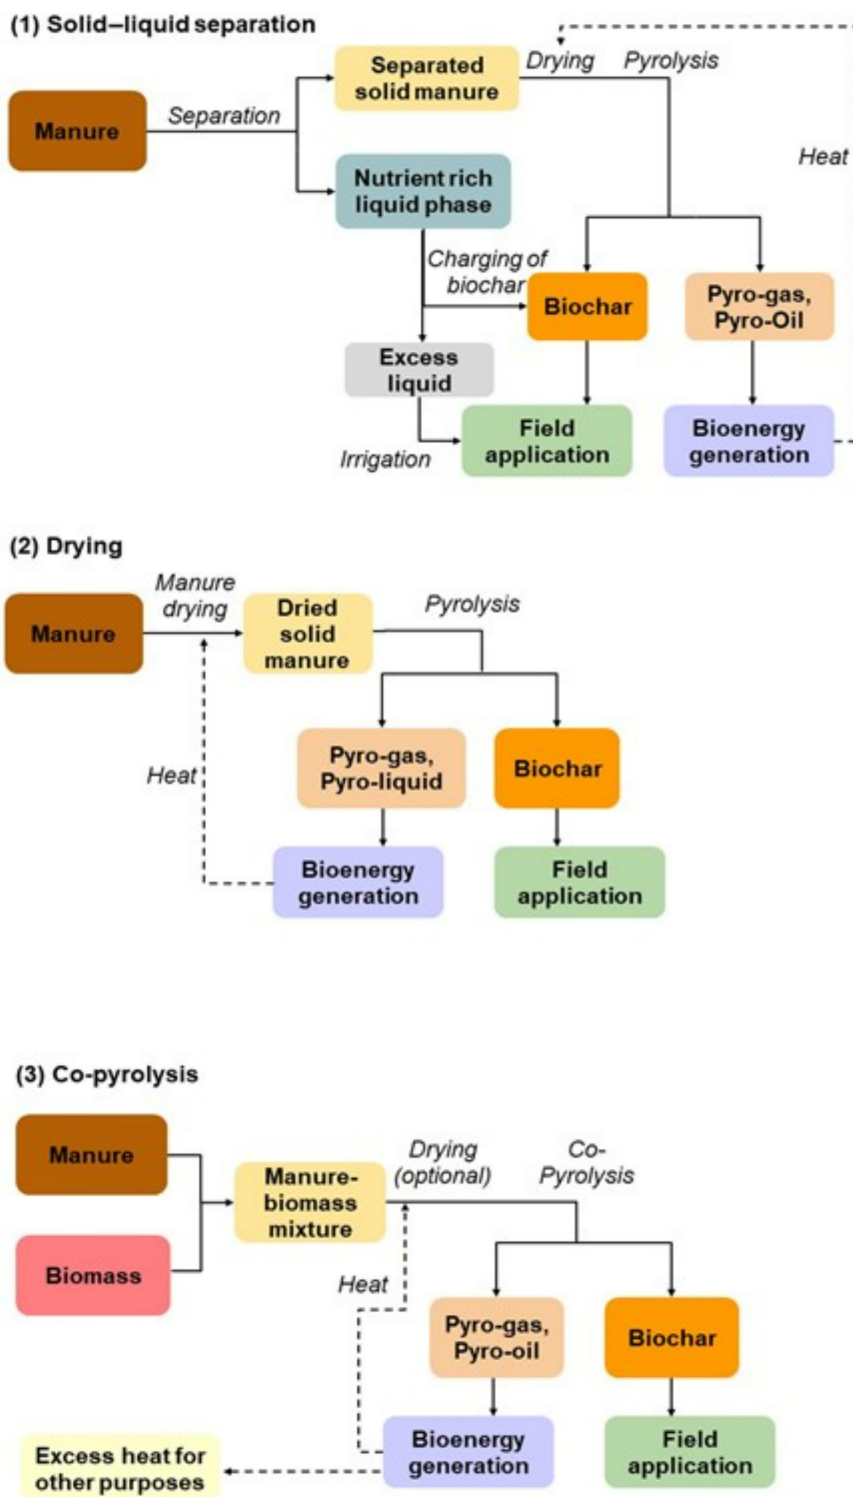 (1) Solid–liquid separation
Manure
Separation
Separated
solid manure
Drying
Pyrolysis
Heat
Nutrient rich
liquid phase
Charging of
biochar
Biochar
Pyro-gas,
Pyro-Oil
Excess
liquid
Irrigation
Field
application
Bioenergy
generation
(2) Drying
Manure
Manure
drying
Dried
solid
manure
Pyrolysis
Heat
Pyro-gas,
Pyro-liquid
Biochar
Bioenergy
generation
Field
application
(3) Co-pyrolysis
Manure
Biomass
Manure-
biomass
mixture
Drying
(optional)
Co-
Pyrolysis
Heat
Pyro-gas,
Pyro-oil
Biochar
Bioenergy
generation
Field
application
Excess heat for
other purposes